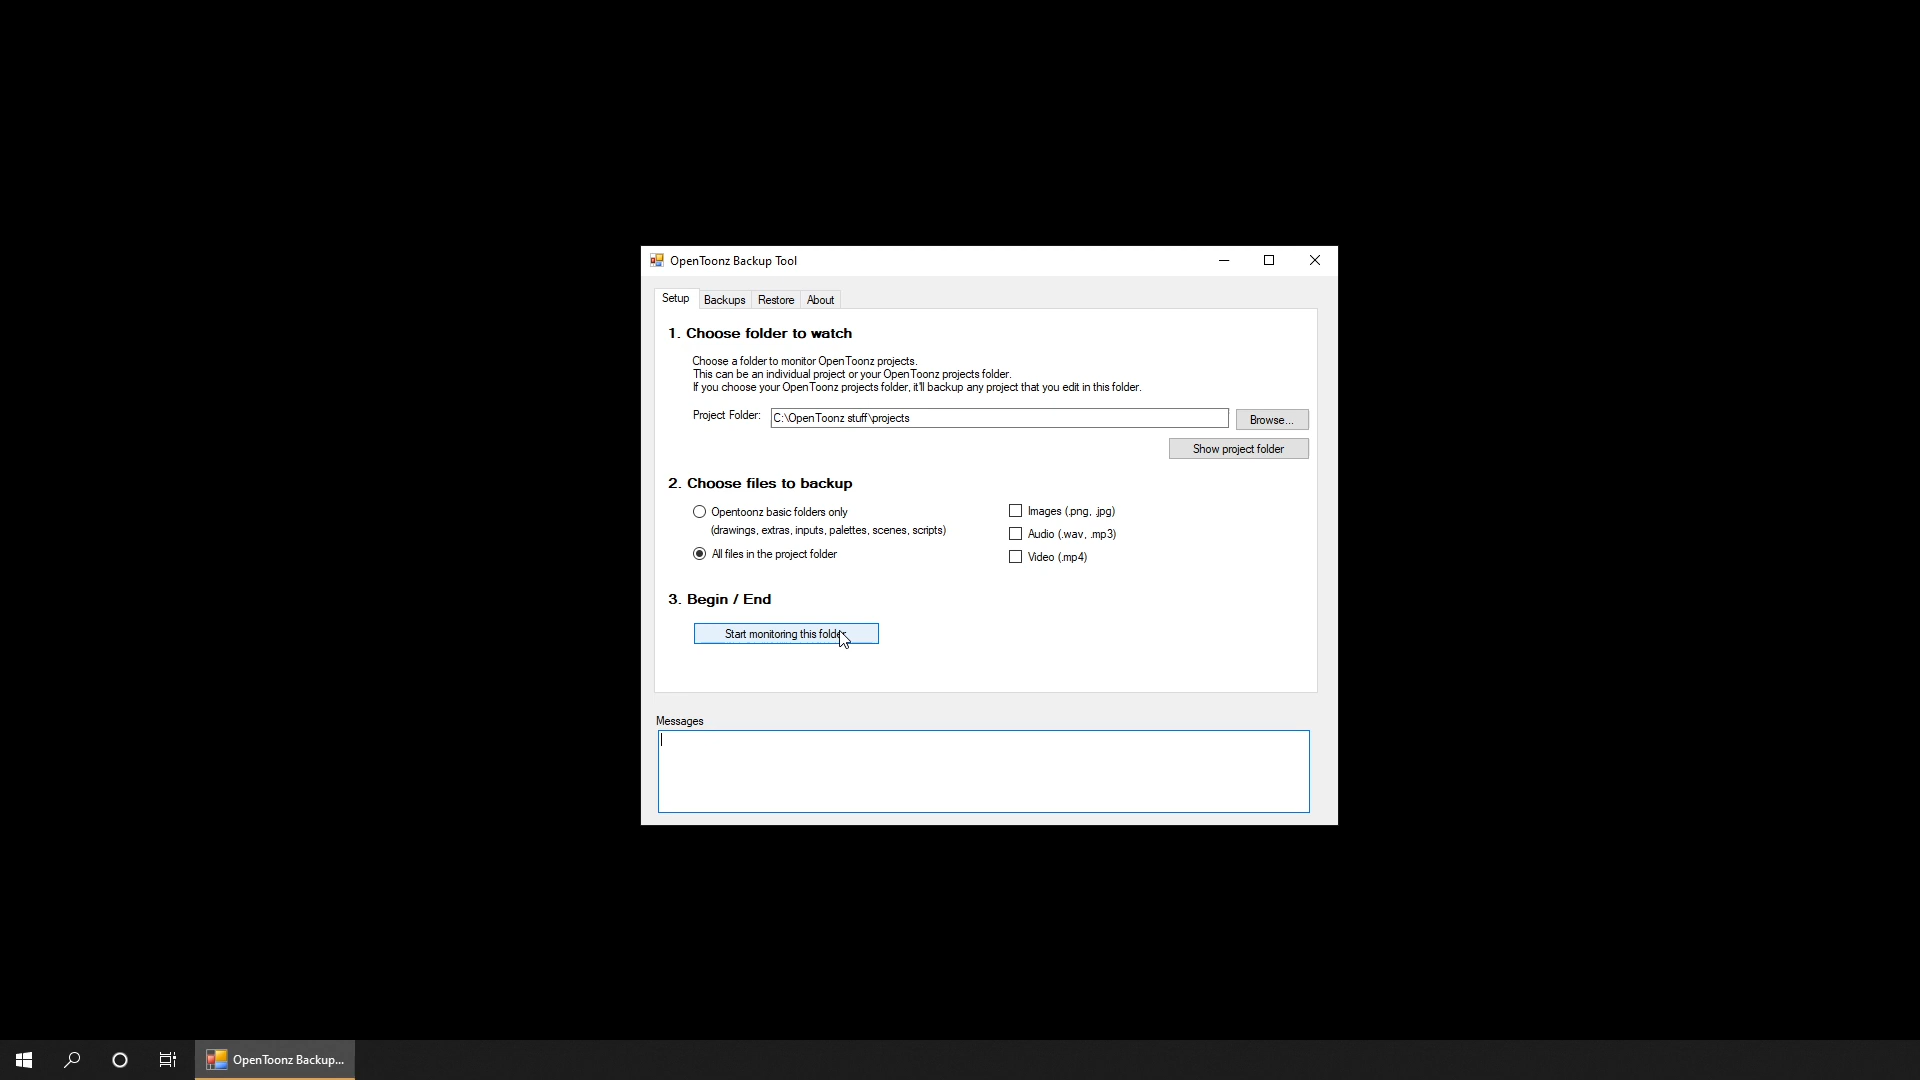 OpenToonz Backup Tool
Setup Backups Restore About
1. Choose folder to watch
Choose a folder to monitor OpenToonz projects.
This can be an individual project or your OpenToonz projects folder.
If you choose your OpenToonz projects folder, it'll backup any project that you edit in this folder.
Project Folder: C:\OpenToonz stuff\projects Browse...
Show project folder
2. Choose files to backup
Opentoonz basic folders only
(drawings, extras, inputs, palettes, scenes, scripts)
All files in the project folder
Images (.png, .jpg)
Audio (.wav, .mp3)
Video (.mp4)
3. Begin / End
Start monitoring this folder
Messages
OpenToonz Backup...